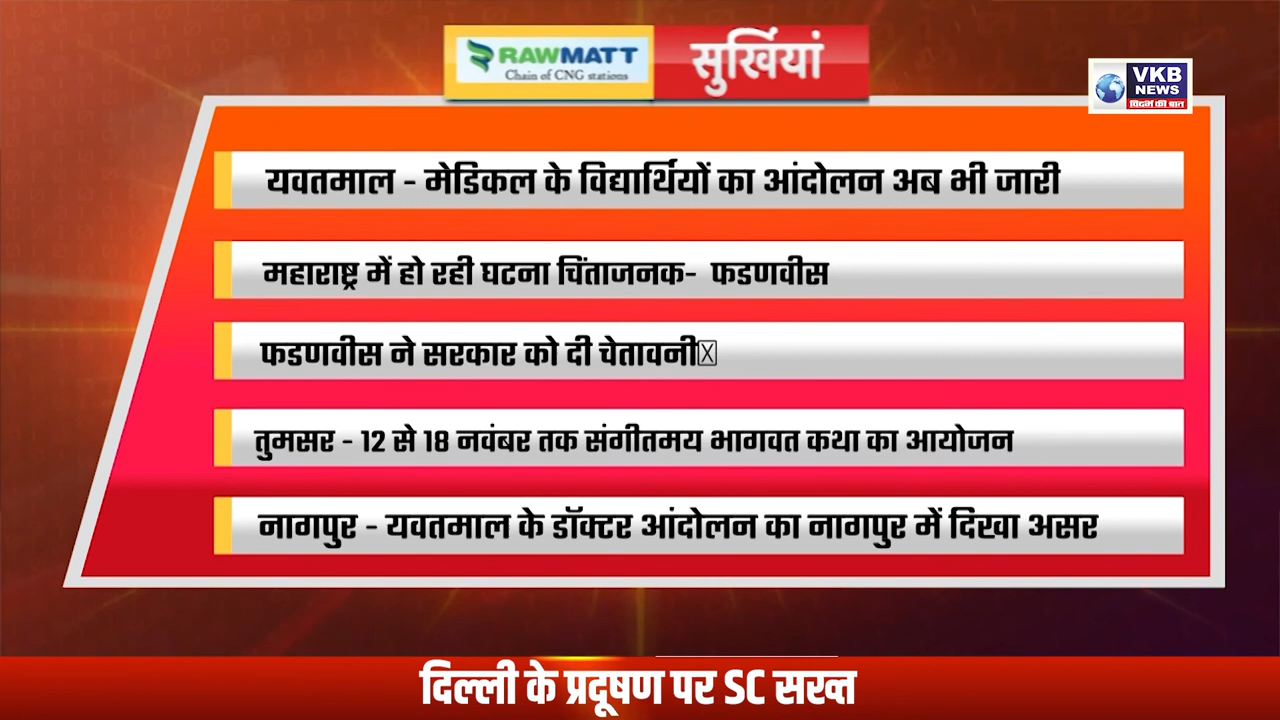 RAWMATT
Chain of CNG stations
सुर्खियां
VKB
NEWS
विदर्भ की बात
यवतमाल - मेडिकल के विद्यार्थियों का आंदोलन अब भी जारी
महाराष्ट्र में हो रही घटना चिंताजनक- फडणवीस
फडणवीस ने सरकार को दी चेतावनी
तुमसर - 12 से 18 नवंबर तक संगीतमय भागवत कथा का आयोजन
नागपुर - यवतमाल के डॉक्टर आंदोलन का नागपुर में दिखा असर
दिल्ली के प्रदूषण पर SC सख्त